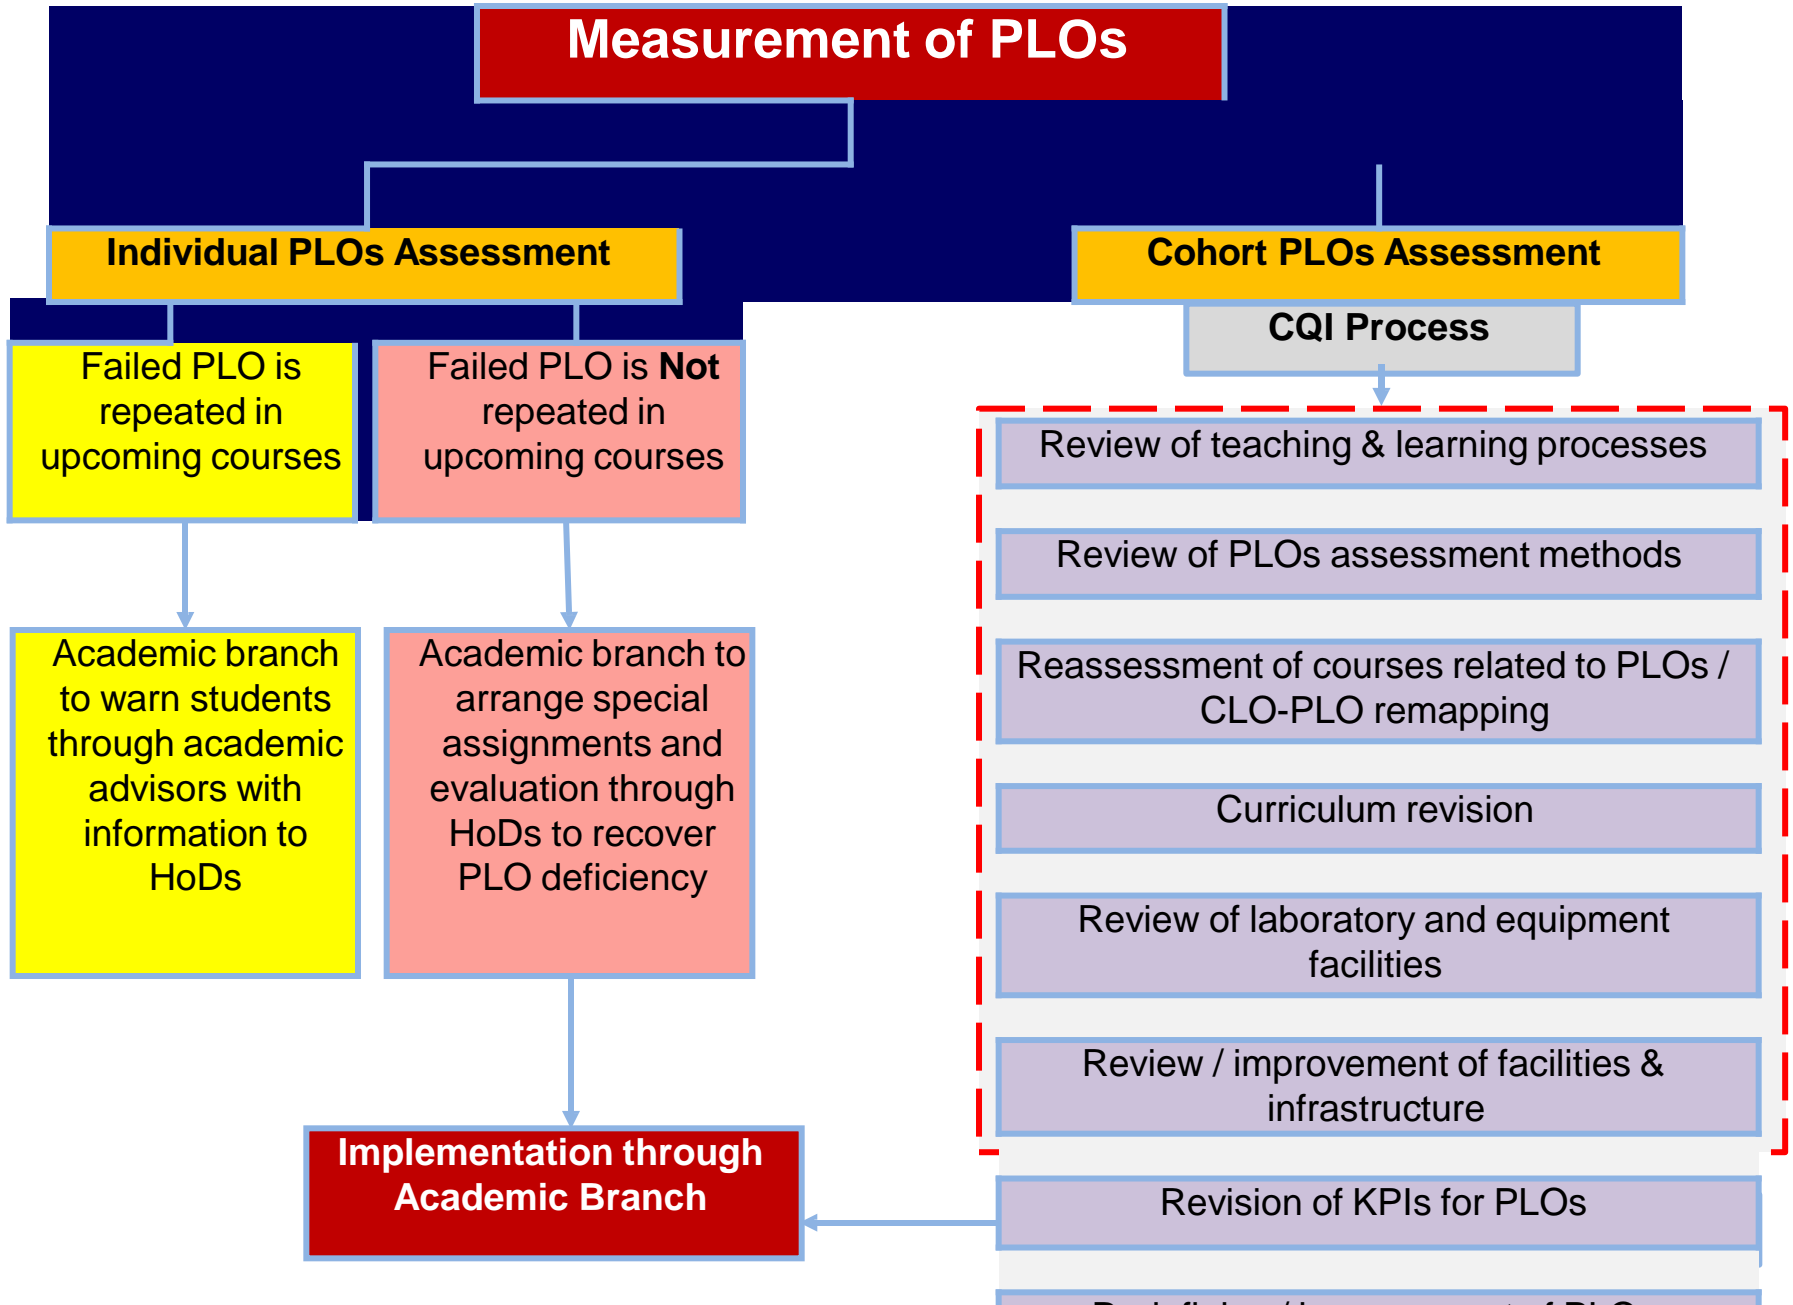 Measurement of PLOs
Individual PLOs Assessment
Cohort PLOs Assessment
CQI Process
Failed PLO is
repeated in
upcoming courses
Failed PLO is Not
repeated in
upcoming courses
Academic branch
to warn students
through academic
advisors with
information to
HoDs
Academic branch to
arrange special
assignments and
evaluation through
HoDs to recover
PLO deficiency
Implementation through
Academic Branch
Review of teaching & learning processes
Review of PLOs assessment methods
Reassessment of courses related to PLOs /
CLO-PLO remapping
Curriculum revision
Review of laboratory and equipment
facilities
Review / improvement of facilities &
infrastructure
Revision of KPIs for PLOs